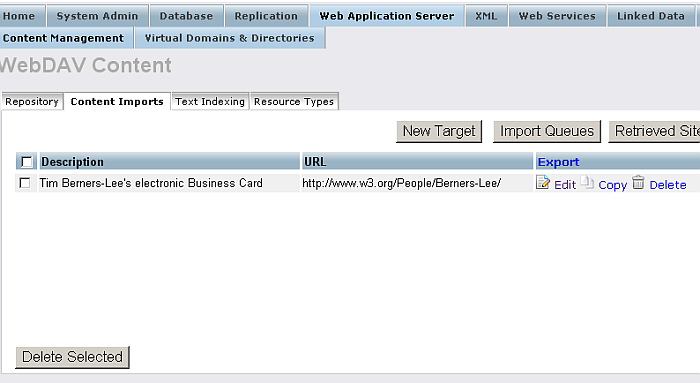 Home System Admin Database Replication Web Application Server XML Web Services Linked Data
Content Management Virtual Domains & Directories
WebDAV Content
Repository Content Imports Text Indexing Resource Types
New Target Import Queues Retrieved Site
Description URL Export
Tim Berners-Lee's electronic Business Card http://www.w3.org/People/Berners-Lee/ Edit Copy Delete
Delete Selected